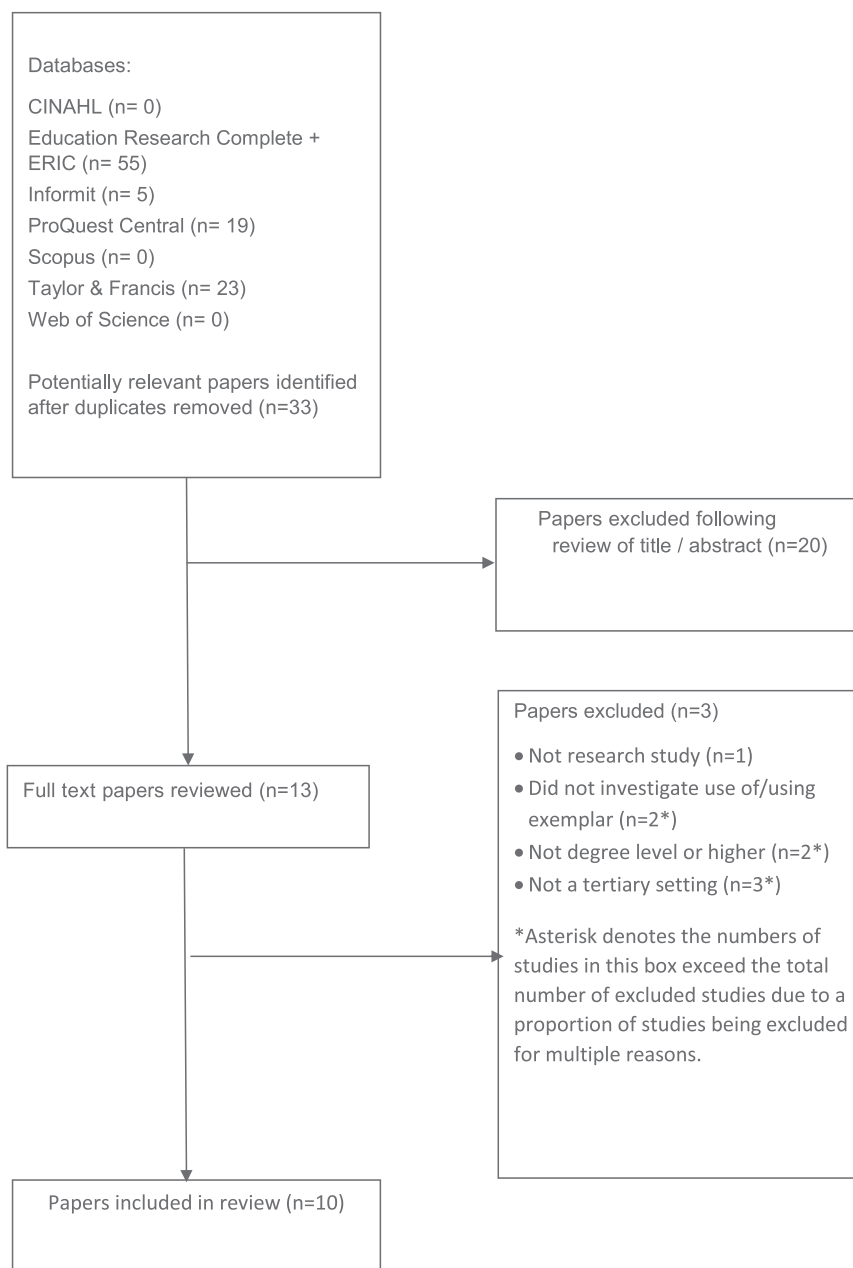 Databases:
CINAHL (n= 0)
Education Research Complete +
ERIC (n= 55)
Informit (n= 5)
ProQuest Central (n= 19)
Scopus (n= 0)
Taylor & Francis (n= 23)
Web of Science (n= 0)
Potentially relevant papers identified
after duplicates removed (n=33)
Papers excluded following
review of title / abstract (n=20)
Papers excluded (n=3)
• Not research study (n=1)
• Did not investigate use of/using
exemplar (n=2*)
• Not degree level or higher (n=2*)
• Not a tertiary setting (n=3*)
*Asterisk denotes the numbers of
studies in this box exceed the total
number of excluded studies due to a
proportion of studies being excluded
for multiple reasons.
Full text papers reviewed (n=13)
Papers included in review (n=10)